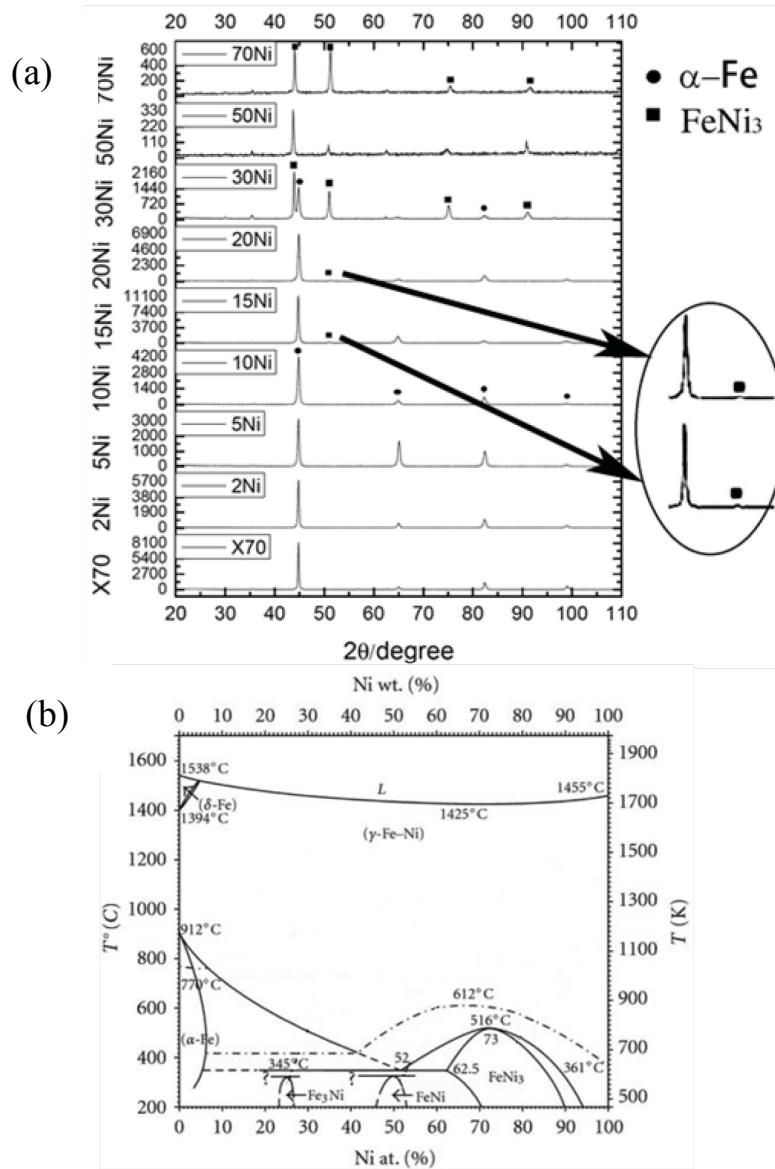 (a)
20 30 40 50 60 70 80 90 100 110
70Ni
600
400
200
0
70Ni
50Ni
330
220
110
0
50Ni
30Ni
2160
1440
720
0
30Ni
20Ni
6900
4600
2300
0
20Ni
15Ni
11100
7400
3700
0
15Ni
10Ni
4200
2800
1400
0
10Ni
5Ni
3000
2000
1000
0
5Ni
2Ni
5700
3800
1900
0
2Ni
X70
8100
5400
2700
0
X70
20 30 40 50 60 70 80 90 100 110
2θ/degree
α–Fe
FeNi₃
(b)
Ni wt. (%)
0 10 20 30 40 50 60 70 80 90 100
T°(C)
1600
1400
1200
1000
800
600
400
200
1538°C
(δ-Fe)
1394°C
L
1425°C
1455°C
(γ-Fe–Ni)
912°C
770°C
(α-Fe)
612°C
516°C
73
345°C
52
62.5
361°C
FeNi₃
?
Fe₃Ni
?
FeNi
1900
1700
1500
1300
1100
900
700
500
T (K)
0 10 20 30 40 50 60 70 80 90 100
Ni at. (%)